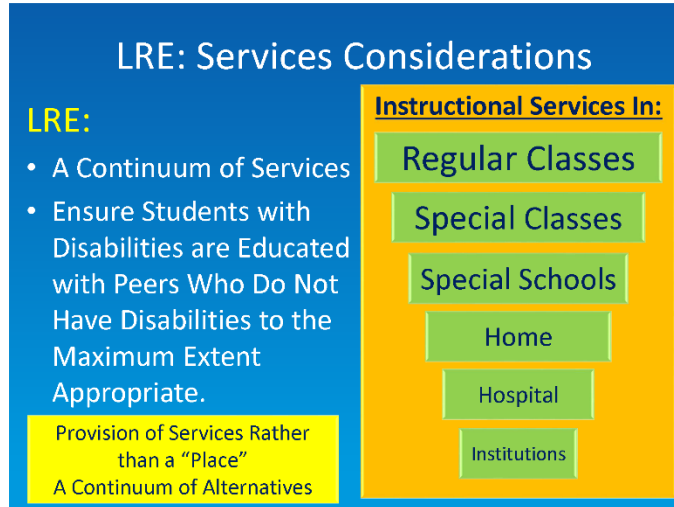 LRE: Services Considerations
LRE:
• A Continuum of Services
• Ensure Students with
Disabilities are Educated
with Peers Who Do Not
Have Disabilities to the
Maximum Extent
Appropriate.
Provision of Services Rather
than a “Place”
A Continuum of Alternatives
Instructional Services In:
Regular Classes
Special Classes
Special Schools
Home
Hospital
Institutions